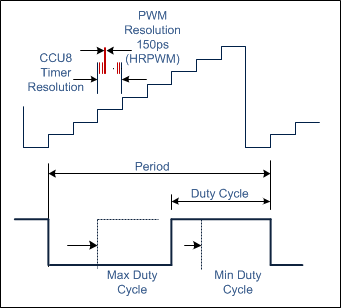 PWM
Resolution
150ps
(HRPWM)
CCU8
Timer
Resolution
Period
Duty Cycle
Max Duty
Cycle
Min Duty
Cycle